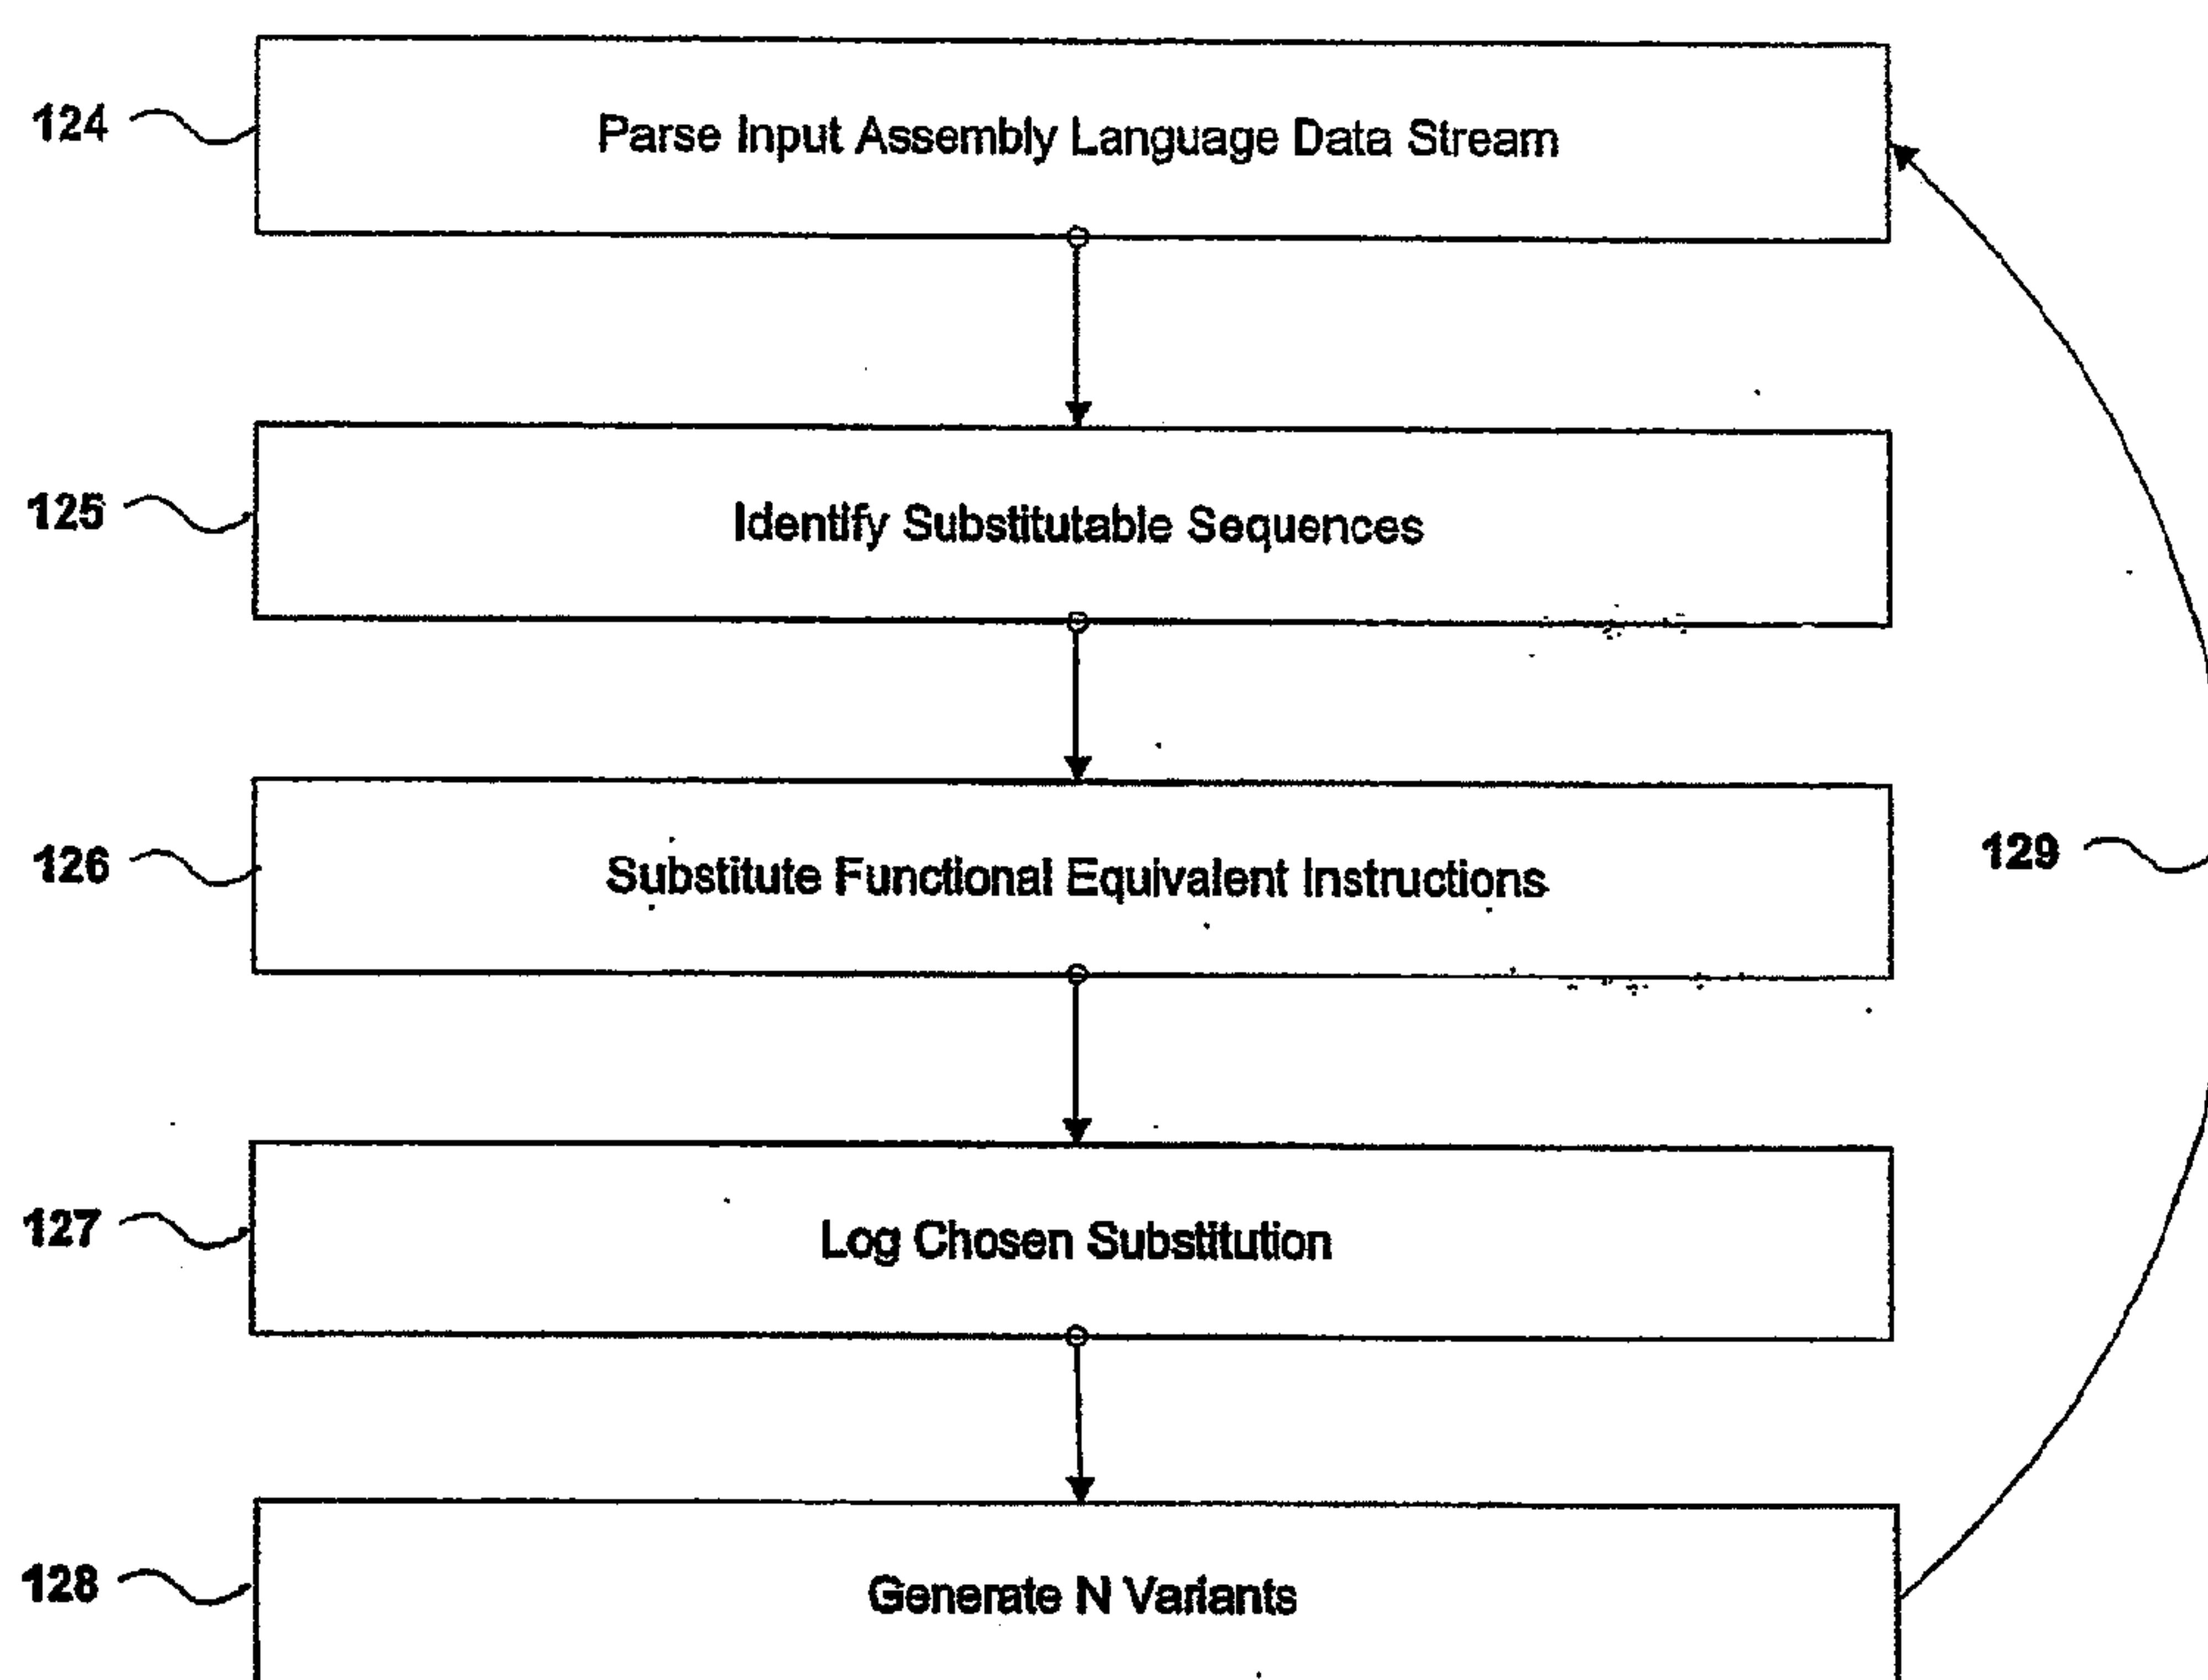 124
Parse Input Assembly Language Data Stream
125
Identify Substitutable Sequences
126
Substitute Functional Equivalent Instructions
129
127
Log Chosen Substitution
128
Generate N Variants